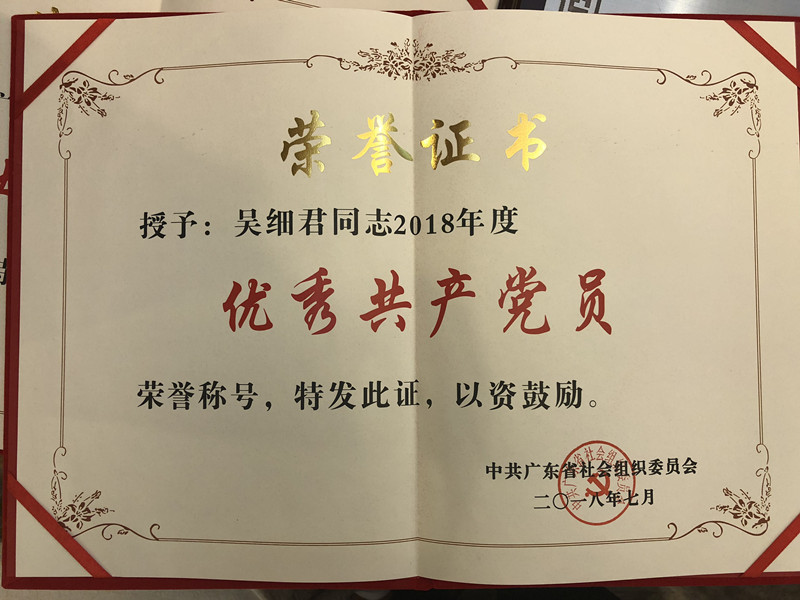 荣誉证书
授予：吴细君同志2018年度
优秀共产党员
荣誉称号，特发此证，以资鼓励。
中共广东省社会组织委员会
二〇一八年七月